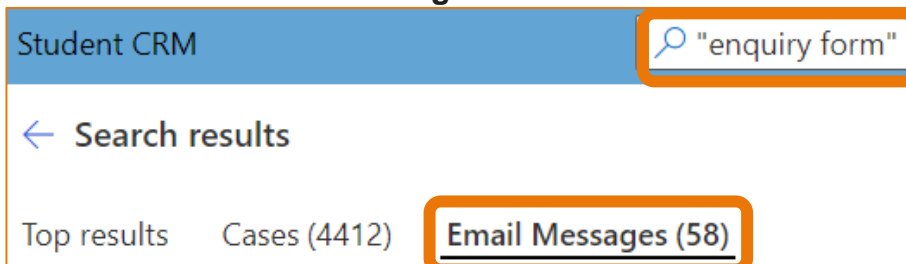 Student CRM "enquiry form"
← Search results
Top results Cases (4412) Email Messages (58)